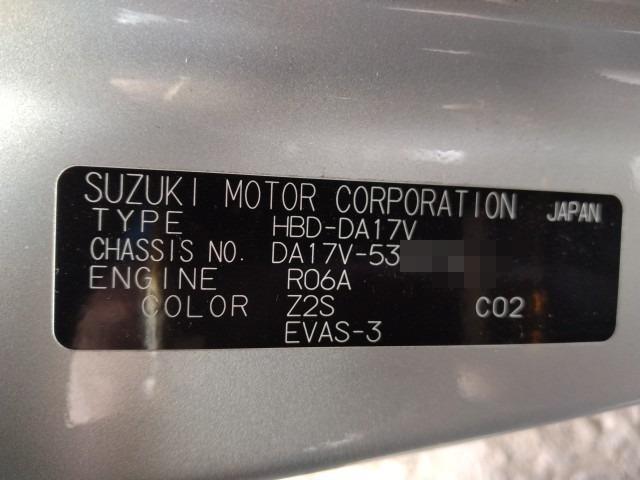 SUZUKI MOTOR CORPORATION JAPAN
TYPE HBD-DA17V
CHASSIS NO. DA17V-53
ENGINE R06A
COLOR Z2S C02
EVAS-3